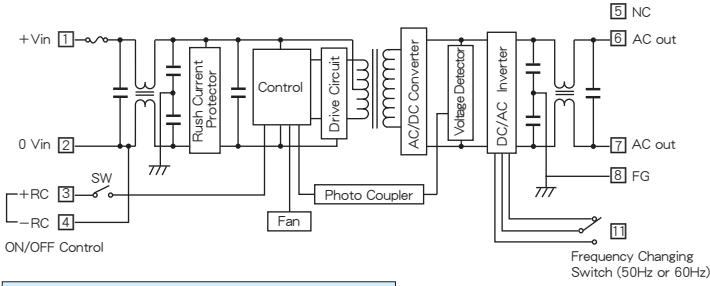 5 NC
+Vin 1
6 AC out
Rush Current
Protector
Control
Drive Circuit
AC/DC Converter
Voltage Detector
DC/AC Inverter
0 Vin 2
7 AC out
SW
+RC 3
8 FG
−RC 4
Photo Coupler
Fan
11
ON/OFF Control
Frequency Changing
Switch (50Hz or 60Hz)